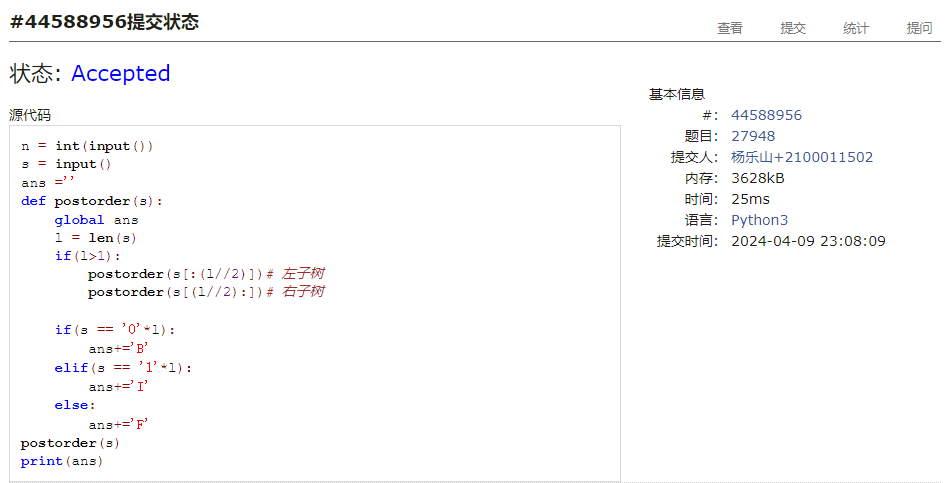 #44588956提交状态
查看 提交 统计 提问
状态: Accepted
源代码
n = int(input())
s = input()
ans =''
def postorder(s):
    global ans
    l = len(s)
    if(l>1):
        postorder(s[:(l//2)])# 左子树
        postorder(s[(l//2):])# 右子树
    if(s == '0'*l):
        ans+='B'
    elif(s == '1'*l):
        ans+='I'
    else:
        ans+='F'
postorder(s)
print(ans)
基本信息
#: 44588956
题目: 27948
提交人: 杨乐山+2100011502
内存: 3628kB
时间: 25ms
语言: Python3
提交时间: 2024-04-09 23:08:09